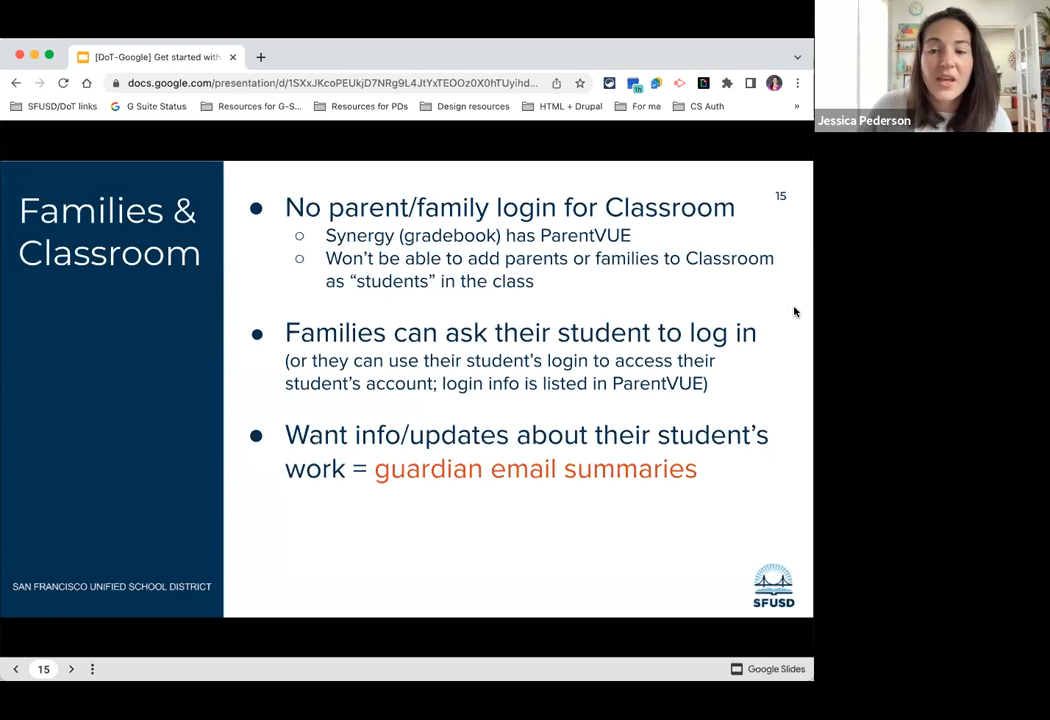 [DoT-Google] Get started with
docs.google.com/presentation/d/1SXxJKcoPEUkjD7NRg9L4JtYxTEOOz0X0hTUyihd...
SFUSD/DoT links
G Suite Status
Resources for G-S...
Resources for PDs
Design resources
HTML + Drupal
For me
CS Auth
»
1h
Jessica Pederson
Families &
Classroom
15
● No parent/family login for Classroom
○ Synergy (gradebook) has ParentVUE
○ Won’t be able to add parents or families to Classroom
as “students” in the class
● Families can ask their student to log in
(or they can use their student’s login to access their
student’s account; login info is listed in ParentVUE)
● Want info/updates about their student’s
work = guardian email summaries
SAN FRANCISCO UNIFIED SCHOOL DISTRICT
SFUSD
15
Google Slides